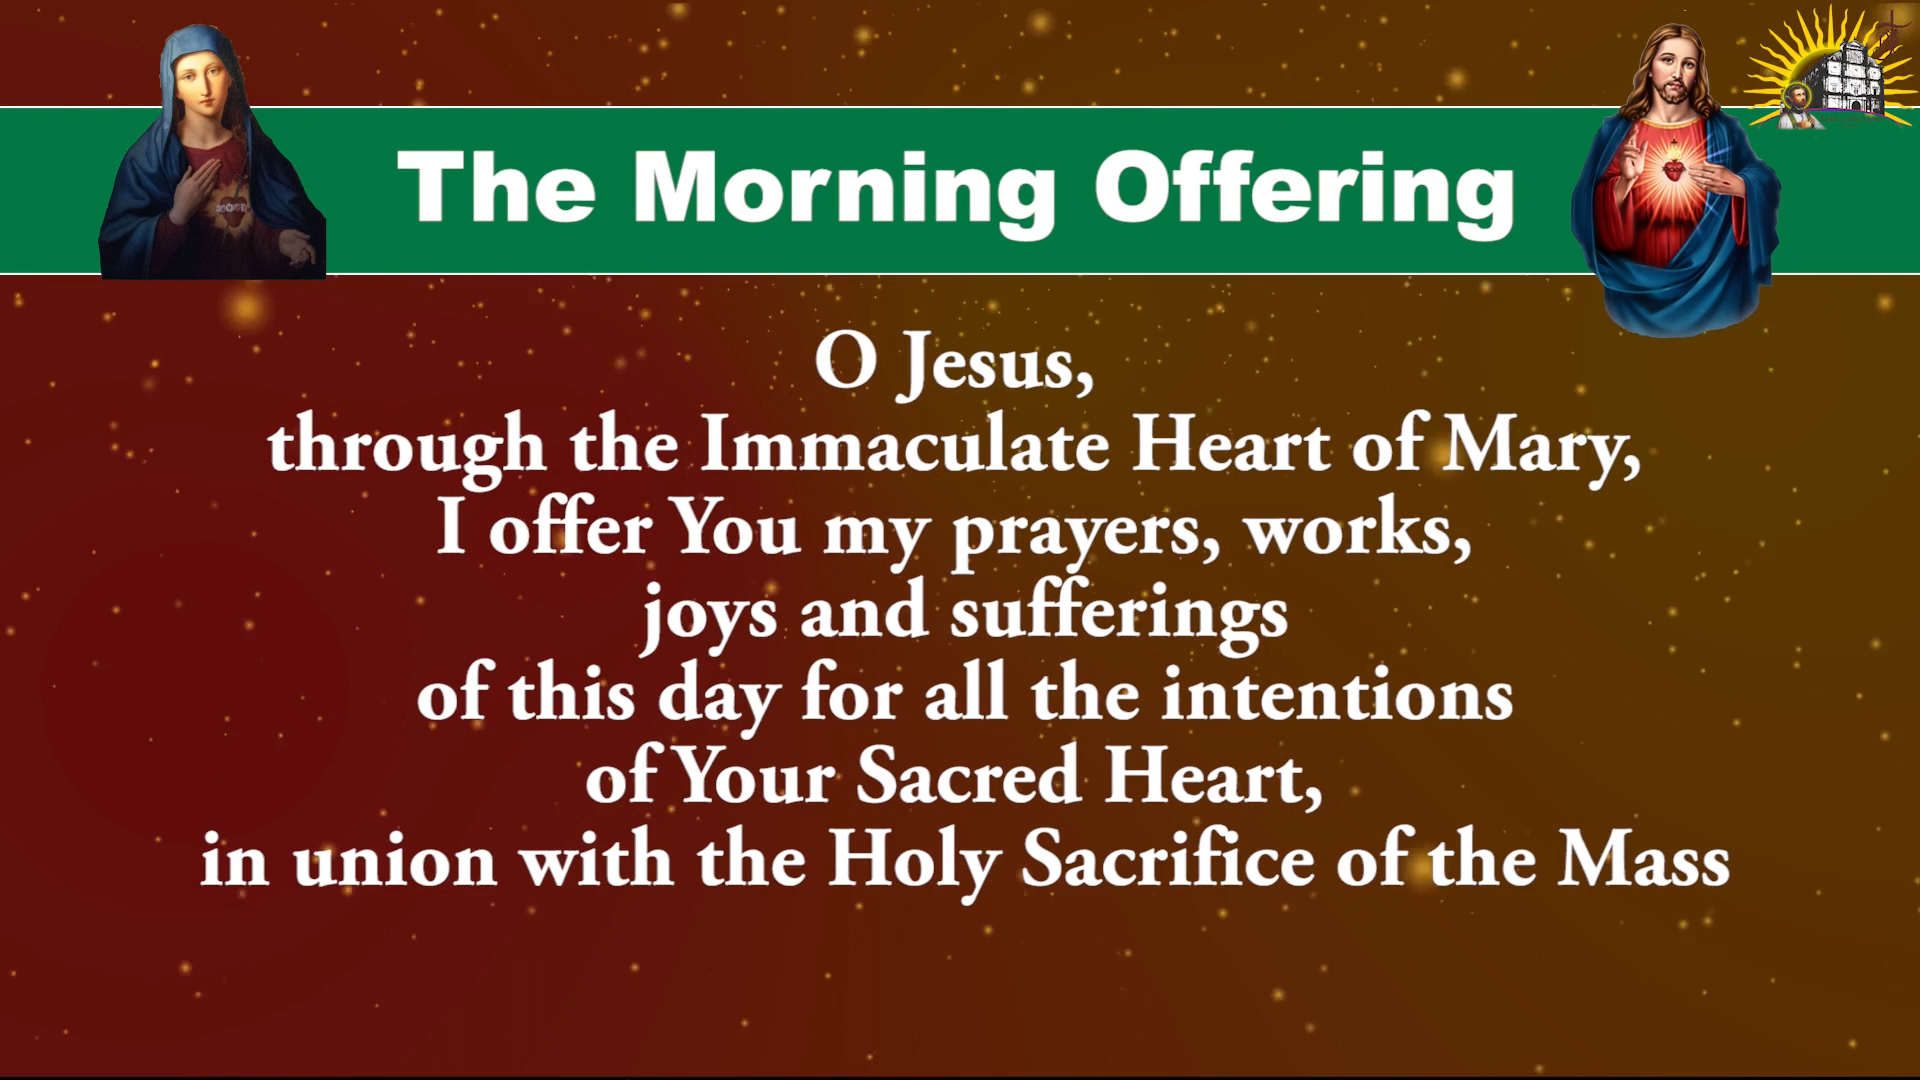 The Morning Offering
O Jesus,
through the Immaculate Heart of Mary,
I offer You my prayers, works,
joys and sufferings
of this day for all the intentions
of Your Sacred Heart,
in union with the Holy Sacrifice of the Mass